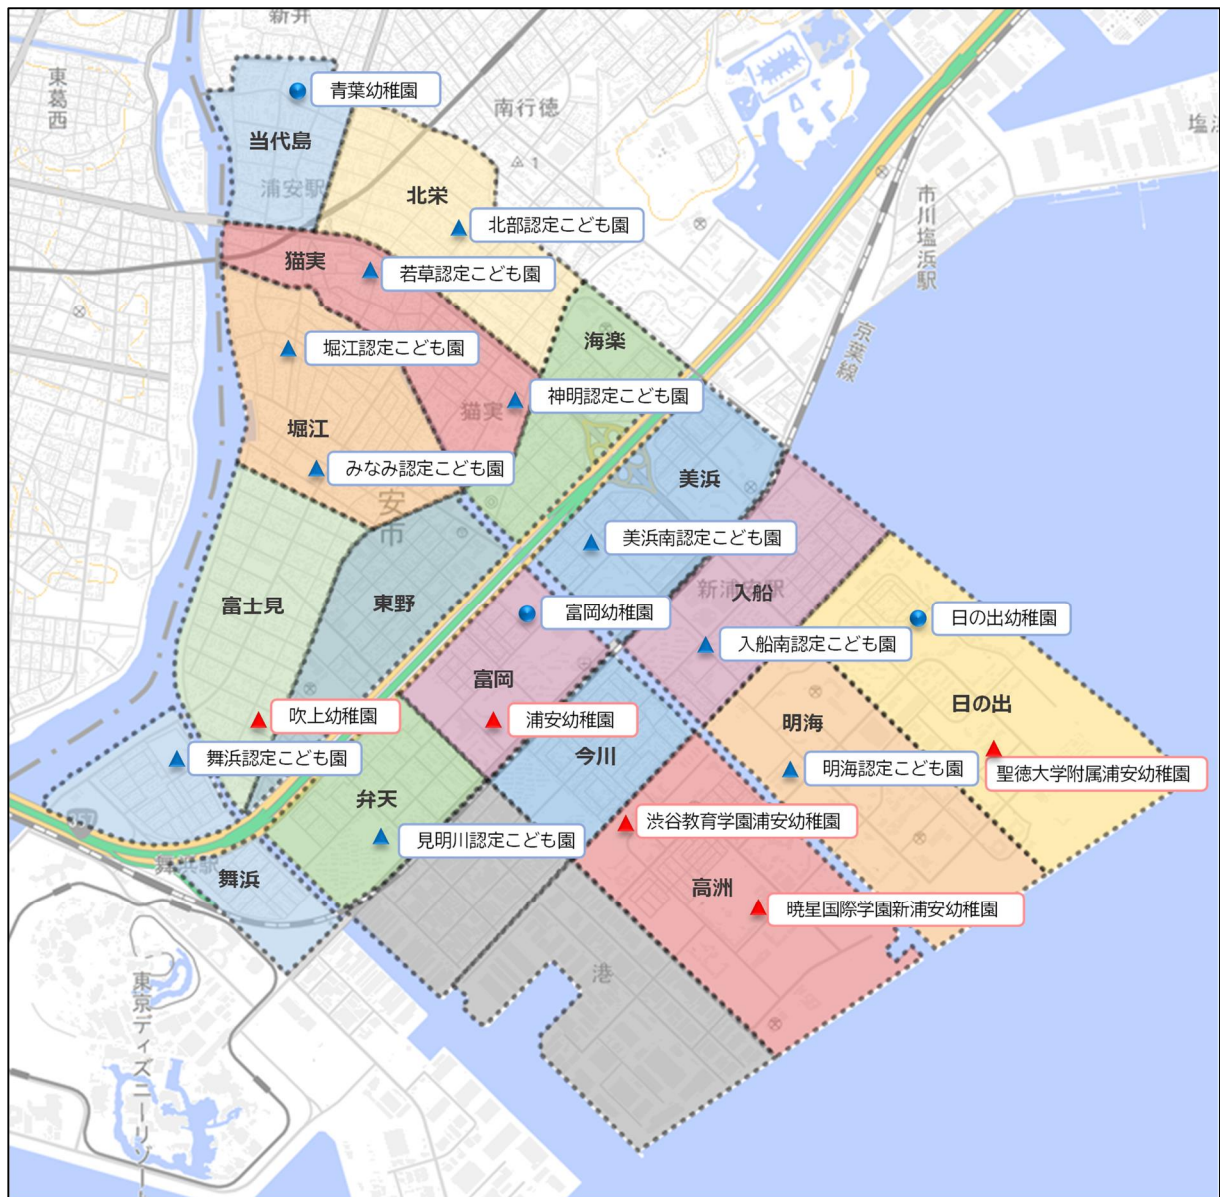 新井
東葛西
青葉幼稚園
南行徳
塩浜
当代島
1
浦安駅
北栄
市川塩浜駅
北部認定こども園
猫実
若草認定こども園
海楽
京葉線
堀江認定こども園
神明認定こども園
猫実
堀江
みなみ認定こども園
美浜
安市
美浜南認定こども園
新浦安駅
入船
富士見
東野
富岡幼稚園
日の出幼稚園
入船南認定こども園
富岡
日の出
吹上幼稚園
浦安幼稚園
明海
舞浜認定こども園
今川
明海認定こども園
聖徳大学附属浦安幼稚園
弁天
357
渋谷教育学園浦安幼稚園
見明川認定こども園
舞浜駅
舞浜
高洲
暁星国際学園新浦安幼稚園
港
東京ディズニーリゾー